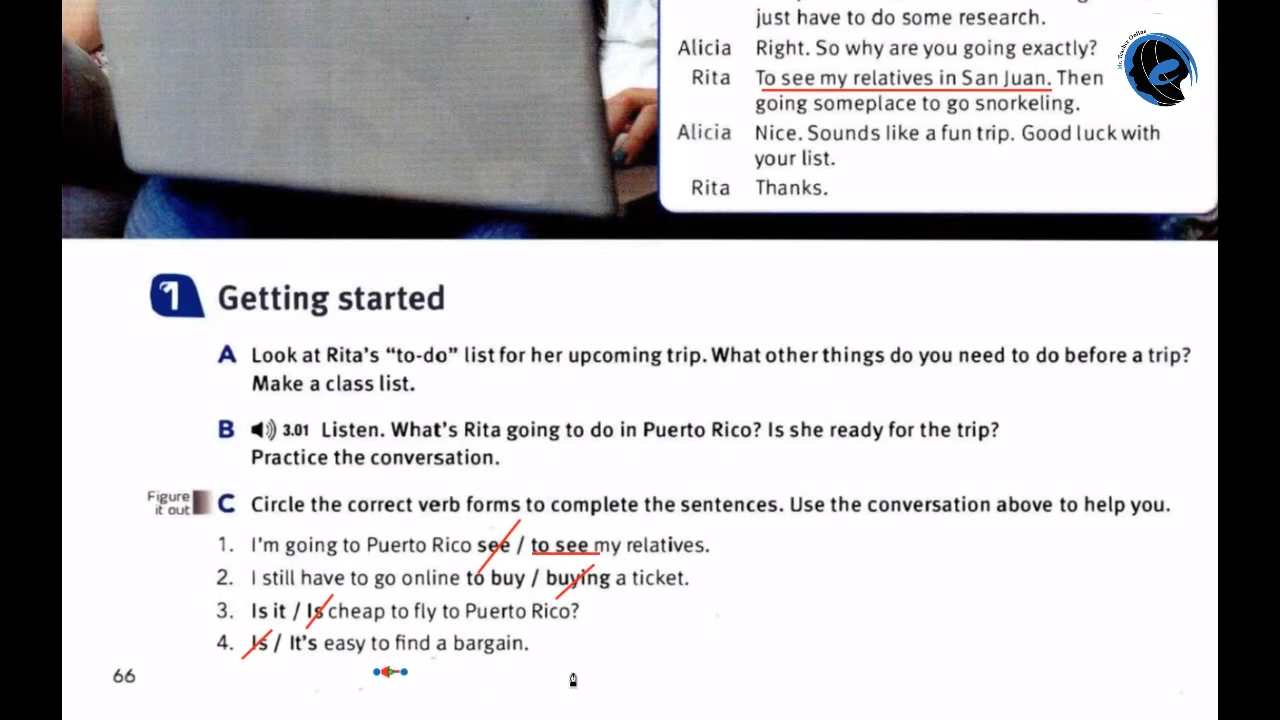 just have to do some research.
Alicia Right. So why are you going exactly?
Rita To see my relatives in San Juan. Then
going someplace to go snorkeling.
Alicia Nice. Sounds like a fun trip. Good luck with
your list.
Rita Thanks.
1 Getting started
A Look at Rita's "to-do" list for her upcoming trip. What other things do you need to do before a trip?
Make a class list.
B 3.01 Listen. What's Rita going to do in Puerto Rico? Is she ready for the trip?
Practice the conversation.
Figure
it out
C Circle the correct verb forms to complete the sentences. Use the conversation above to help you.
1. I'm going to Puerto Rico see / to see my relatives.
2. I still have to go online to buy / buying a ticket.
3. Is it / Is cheap to fly to Puerto Rico?
4. Is / It's easy to find a bargain.
66